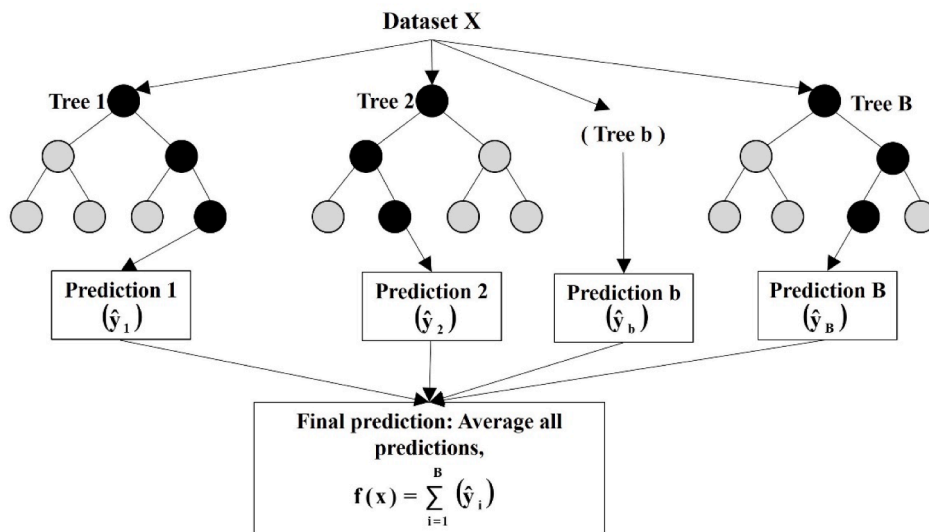 Dataset X
Tree 1
Tree 2
( Tree b )
Tree B
Prediction 1
(ŷ₁)
Prediction 2
(ŷ₂)
Prediction b
(ŷ_b)
Prediction B
(ŷ_B)
Final prediction: Average all
predictions,
f(x) = ∑_{i=1}^{B} (ŷ_i)